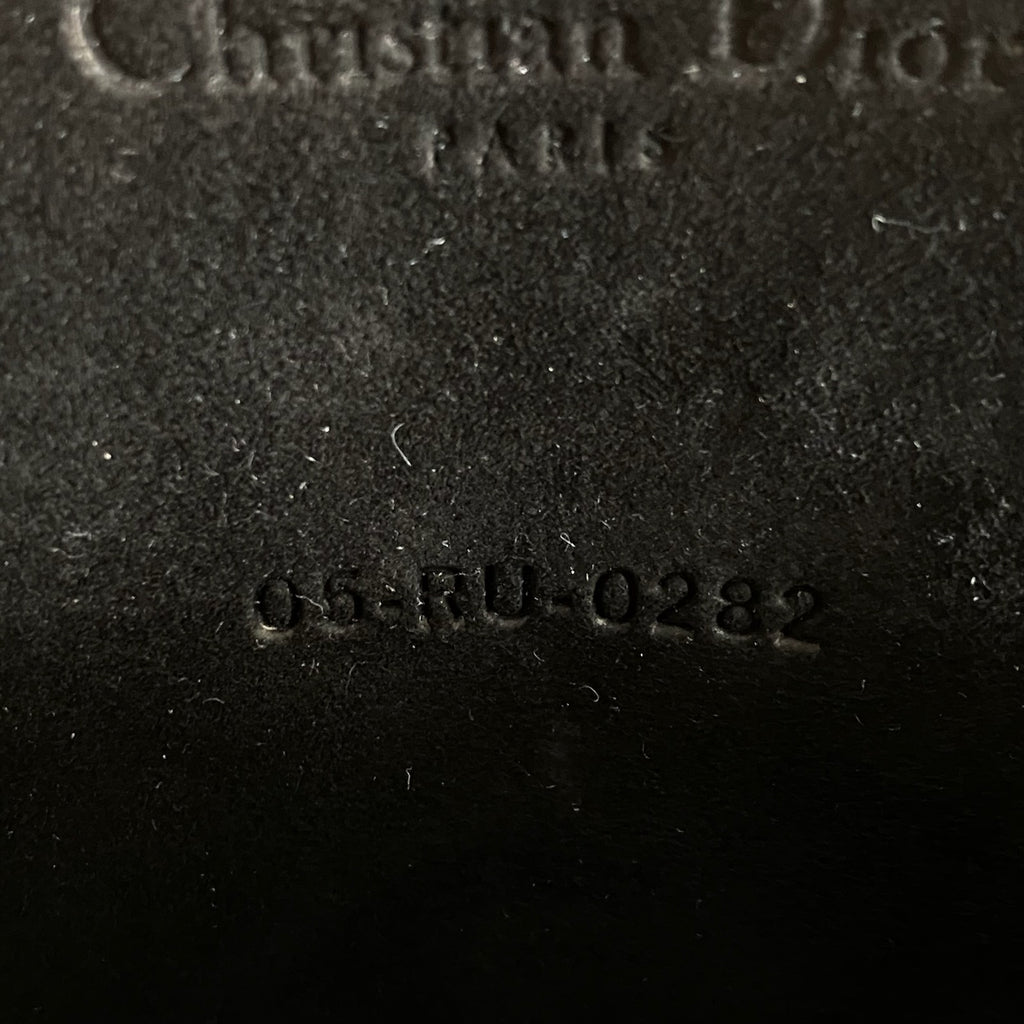 Christian Dior
PARIS
05-RU-0282